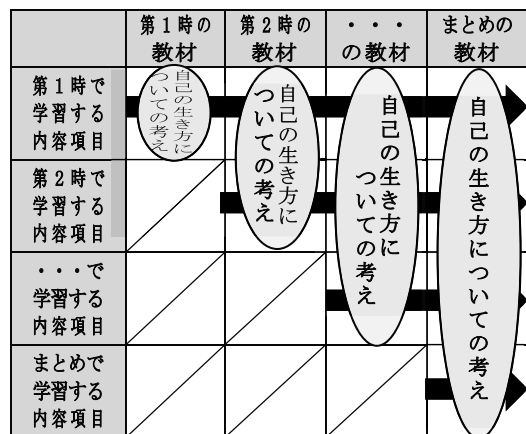 第1時の
教材
第2時の
教材
・・・
の教材
まとめの
教材
第1時で
学習する
内容項目
自己の生き方に
ついての考え
自己の生き方に
ついての考え
自己の生き方に
ついての考え
自己の生き方についての考え
第2時で
学習する
内容項目
・・・で
学習する
内容項目
まとめで
学習する
内容項目